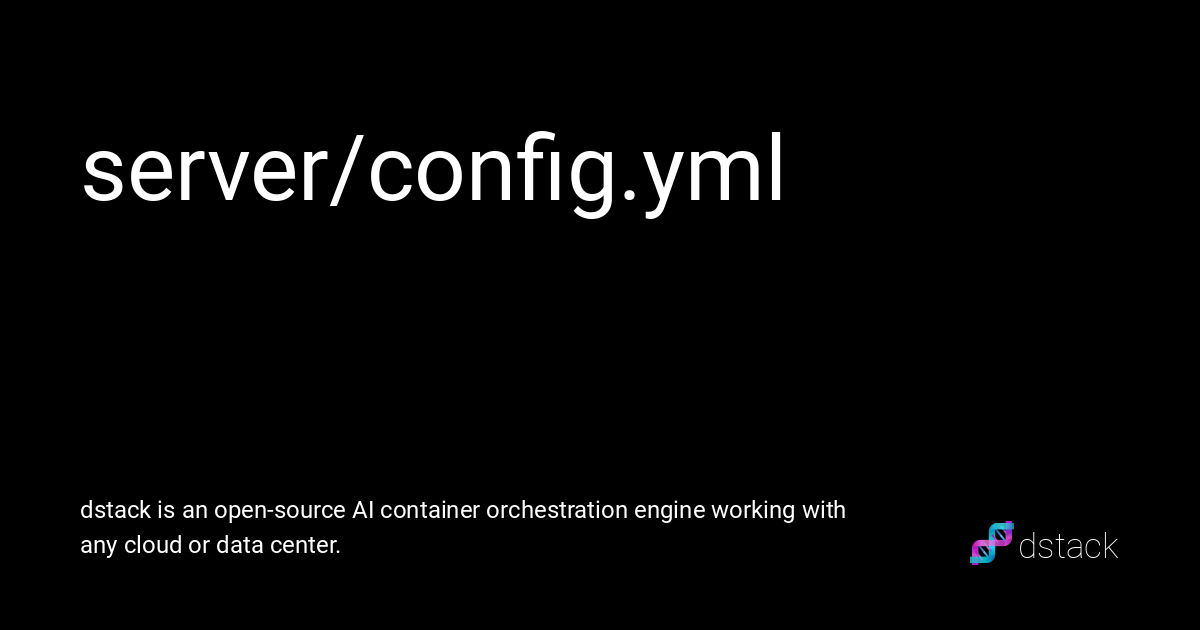 server/config.yml
dstack is an open-source AI container orchestration engine working with
any cloud or data center.
dstack